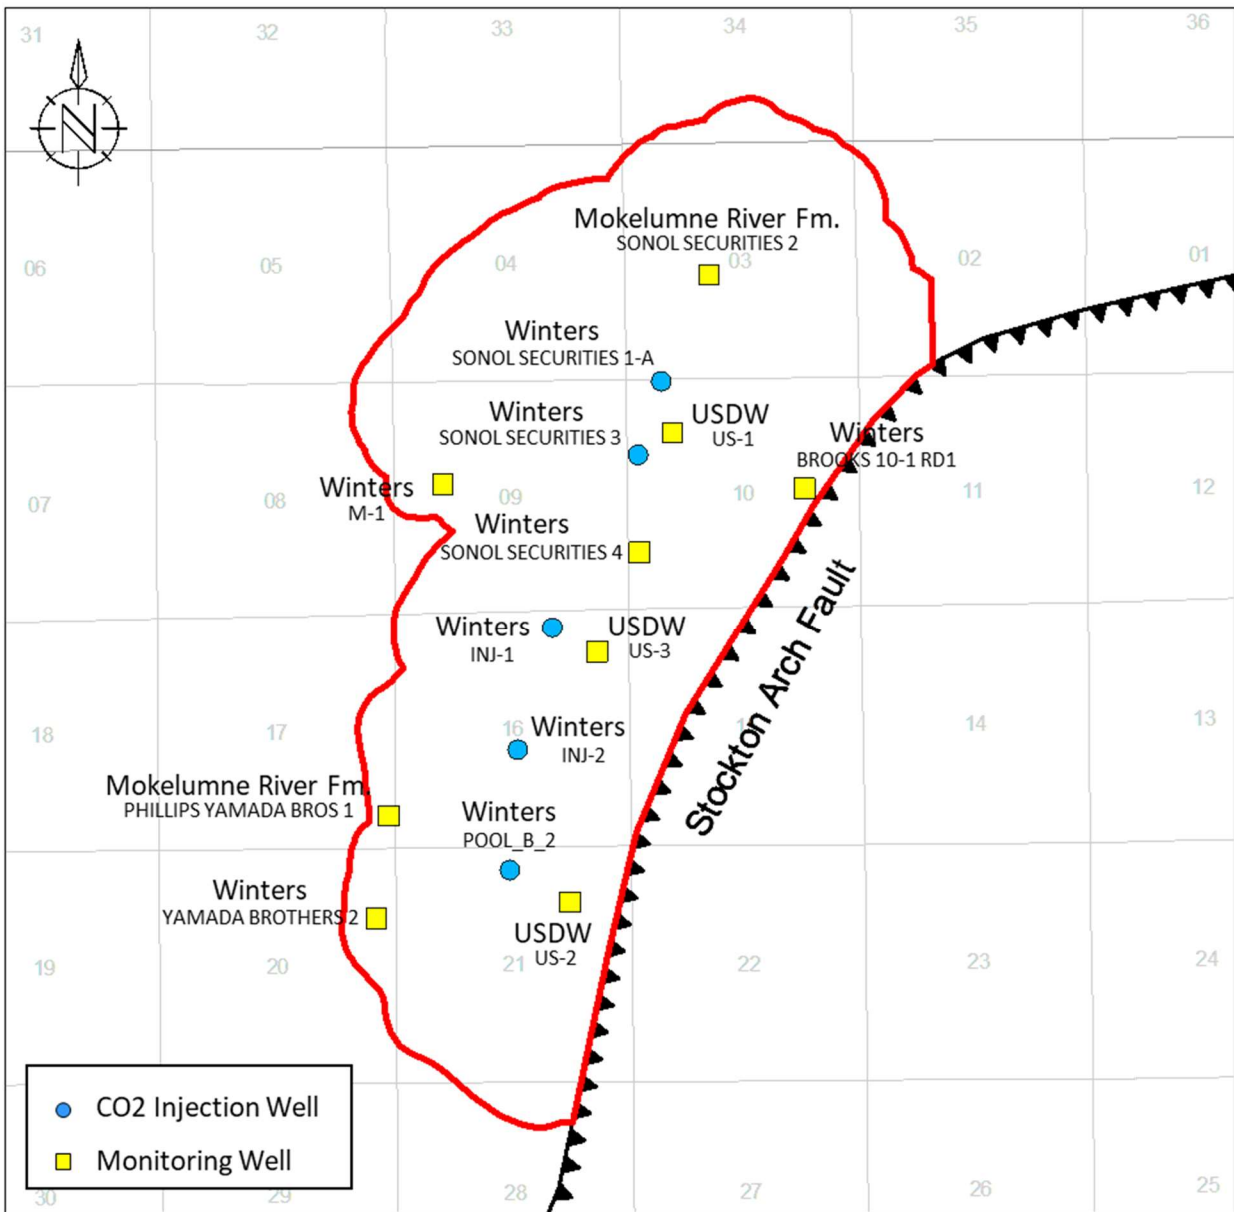 31 32 33 34 35 36
N
Mokelumne River Fm.
SONOL SECURITIES 2
06 05 04 03 02 01
Winters
SONOL SECURITIES 1-A
Winters
SONOL SECURITIES 3
USDW
US-1
Winters
BROOKS 10-1 RD1
Winters
M-1
07 08 09 10 11 12
Winters
SONOL SECURITIES 4
Winters
INJ-1
USDW
US-3
Stockton Arch Fault
18 17 16 14 13
Winters
INJ-2
Mokelumne River Fm.
PHILLIPS YAMADA BROS 1
Winters
POOL_B_2
Winters
YAMADA BROTHERS 2
USDW
US-2
19 20 21 22 23 24
CO2 Injection Well
Monitoring Well
30 29 28 27 26 25